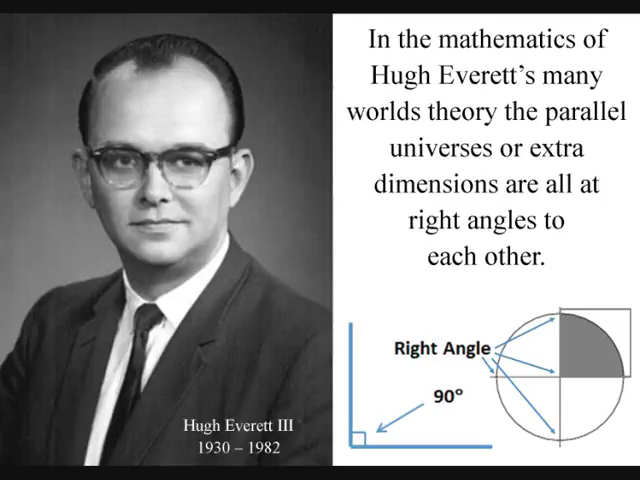 In the mathematics of
Hugh Everett’s many
worlds theory the parallel
universes or extra
dimensions are all at
right angles to
each other.
Right Angle
90º
Hugh Everett III
1930 – 1982